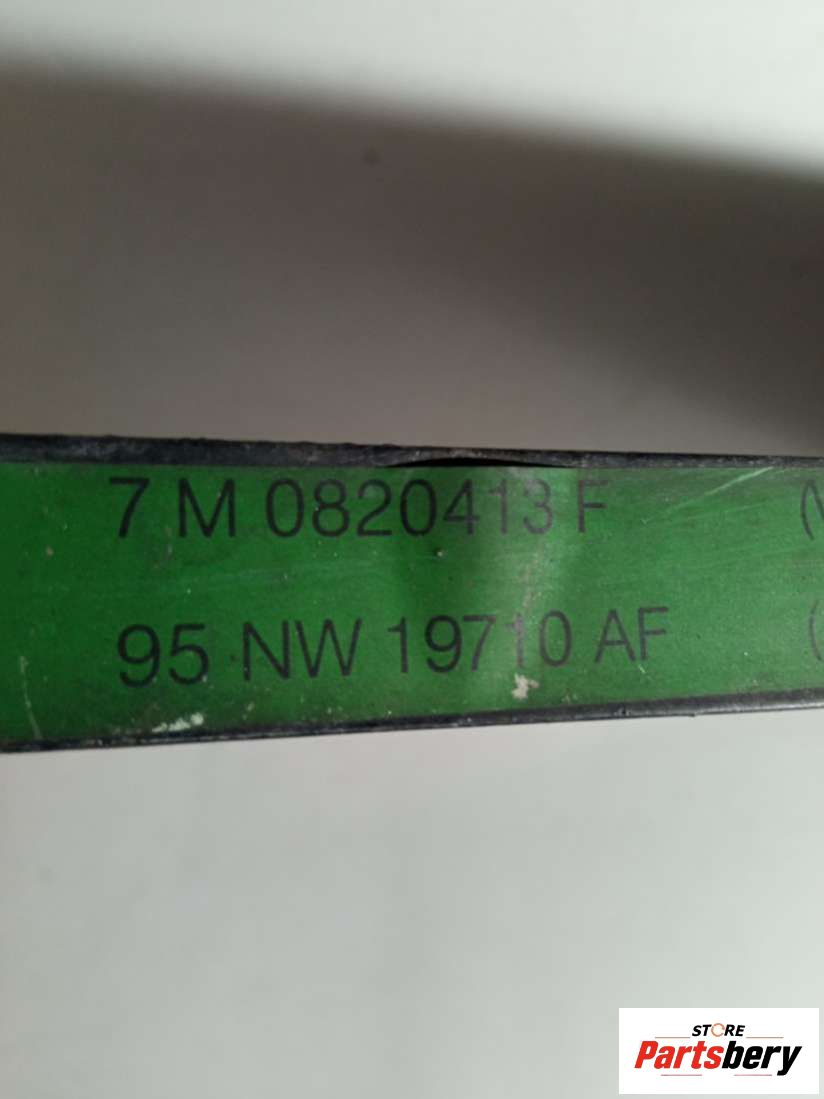 7 M 0820413 F
95 NW 19710 AF
STORE
Partsbery